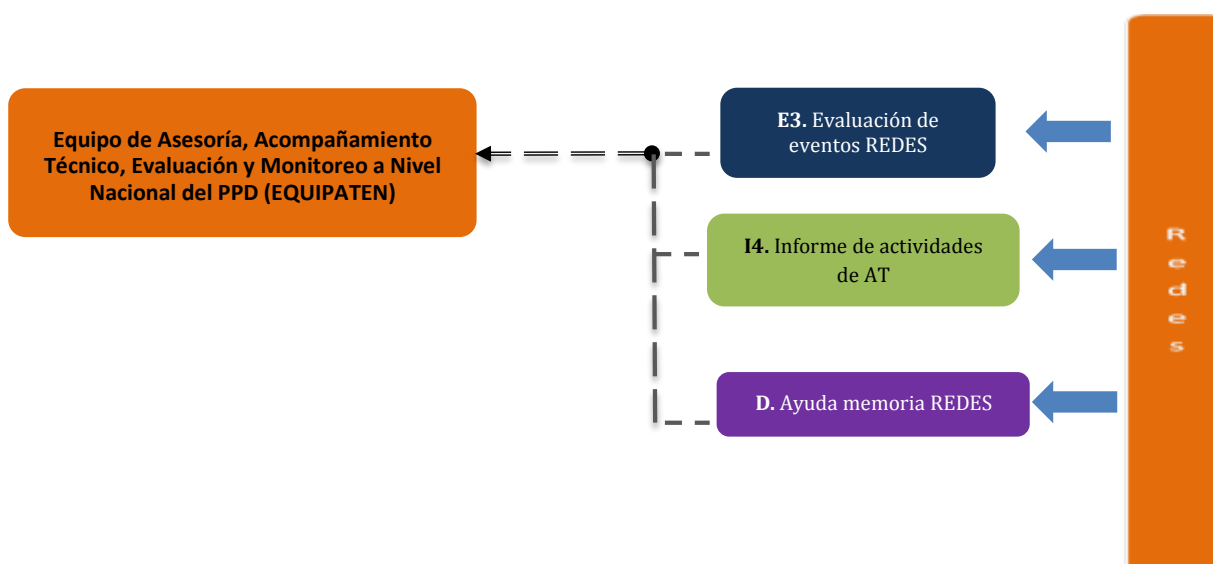 Equipo de Asesoría, Acompañamiento
Técnico, Evaluación y Monitoreo a Nivel
Nacional del PPD (EQUIPATEN)
E3. Evaluación de
eventos REDES
I4. Informe de actividades
de AT
D. Ayuda memoria REDES
R
e
d
e
s